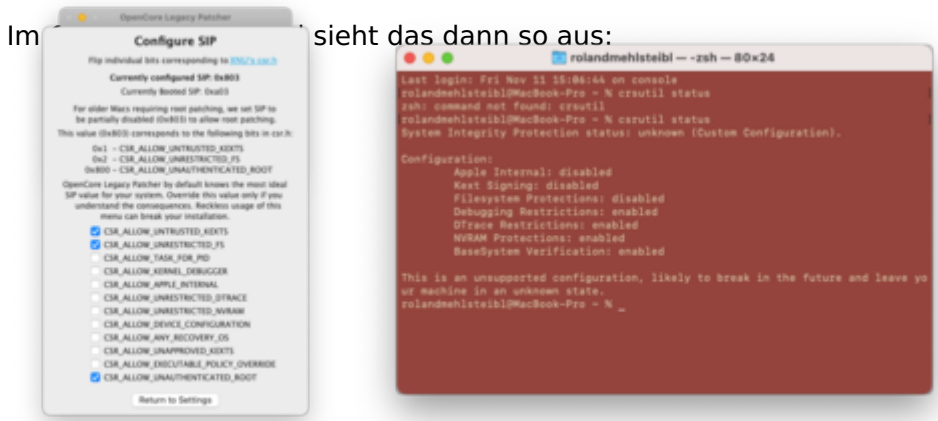 Im
sieht das dann so aus:
OpenCore Legacy Patcher
Configure SIP
Flip individual bits corresponding to XNU's csr.h
Currently configured SIP: 0x803
Currently Booted SIP: 0xa03
For older Macs requiring root patching, we set SIP to
be partially disabled (0x803) to allow root patching.
This value (0x803) corresponds to the following bits in csr.h:
0x1 - CSR_ALLOW_UNTRUSTED_KEXTS
0x2 - CSR_ALLOW_UNRESTRICTED_FS
0x800 - CSR_ALLOW_UNAUTHENTICATED_ROOT
OpenCore Legacy Patcher by default knows the most ideal
SIP value for your system. Override this value only if you
understand the consequences. Reckless usage of this
menu can break your installation.
CSR_ALLOW_UNTRUSTED_KEXTS
CSR_ALLOW_UNRESTRICTED_FS
CSR_ALLOW_TASK_FOR_PID
CSR_ALLOW_KERNEL_DEBUGGER
CSR_ALLOW_APPLE_INTERNAL
CSR_ALLOW_UNRESTRICTED_DTRACE
CSR_ALLOW_UNRESTRICTED_NVRAM
CSR_ALLOW_DEVICE_CONFIGURATION
CSR_ALLOW_ANY_RECOVERY_OS
CSR_ALLOW_UNAPPROVED_KEXTS
CSR_ALLOW_EXECUTABLE_POLICY_OVERRIDE
CSR_ALLOW_UNAUTHENTICATED_ROOT
Return to Settings
rolandmehlsteibl — -zsh — 80×24
Last login: Fri Nov 11 15:06:44 on console
rolandmehlsteibl@MacBook-Pro ~ % crsutil status
zsh: command not found: crsutil
rolandmehlsteibl@MacBook-Pro ~ % csrutil status
System Integrity Protection status: unknown (Custom Configuration).
Configuration:
Apple Internal: disabled
Kext Signing: disabled
Filesystem Protections: disabled
Debugging Restrictions: enabled
DTrace Restrictions: enabled
NVRAM Protections: enabled
BaseSystem Verification: enabled
This is an unsupported configuration, likely to break in the future and leave yo
ur machine in an unknown state.
rolandmehlsteibl@MacBook-Pro ~ %